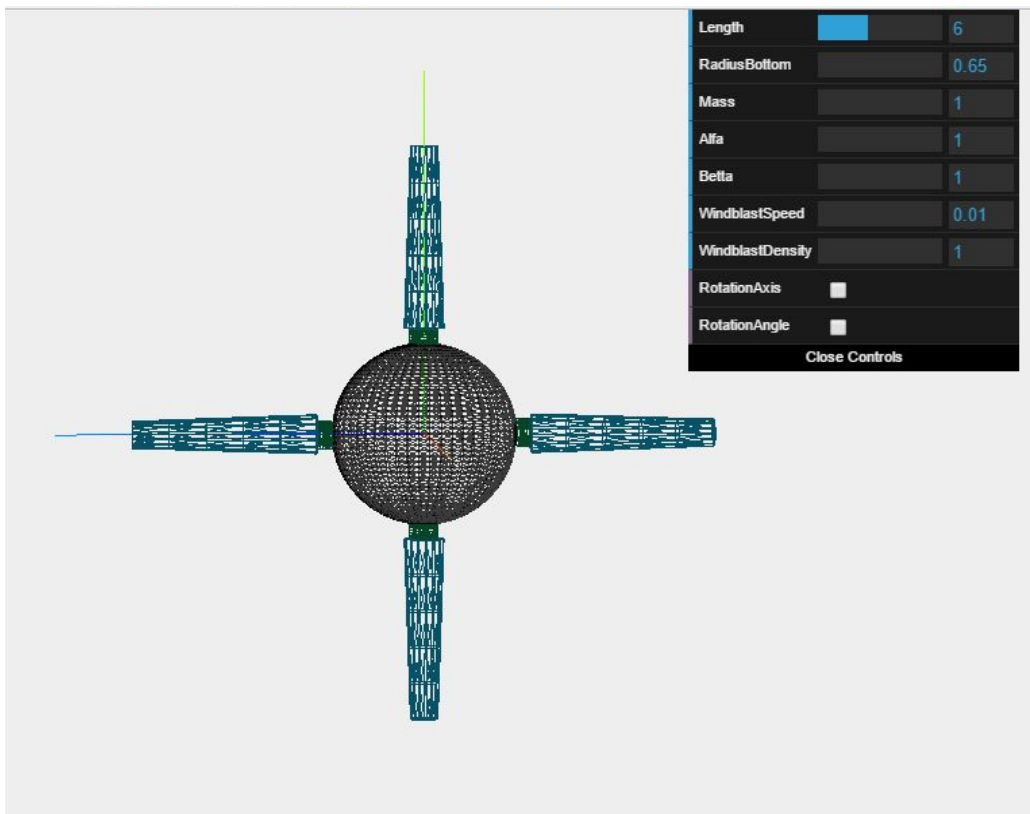 Length 6
RadiusBottom 0.65
Mass 1
Alfa 1
Betta 1
WindblastSpeed 0.01
WindblastDensity 1
RotationAxis
RotationAngle
Close Controls